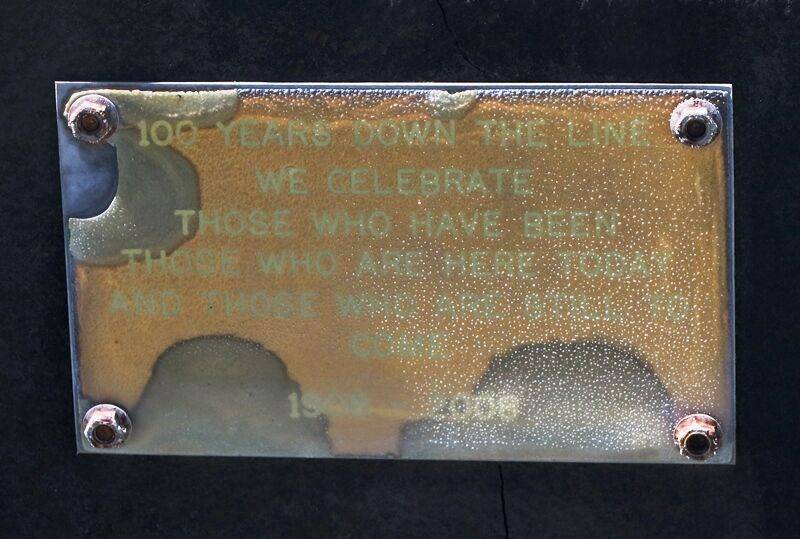 100 YEARS DOWN THE LINE
WE CELEBRATE
THOSE WHO HAVE BEEN
THOSE WHO ARE HERE TODAY
AND THOSE WHO ARE STILL TO
COME
2008